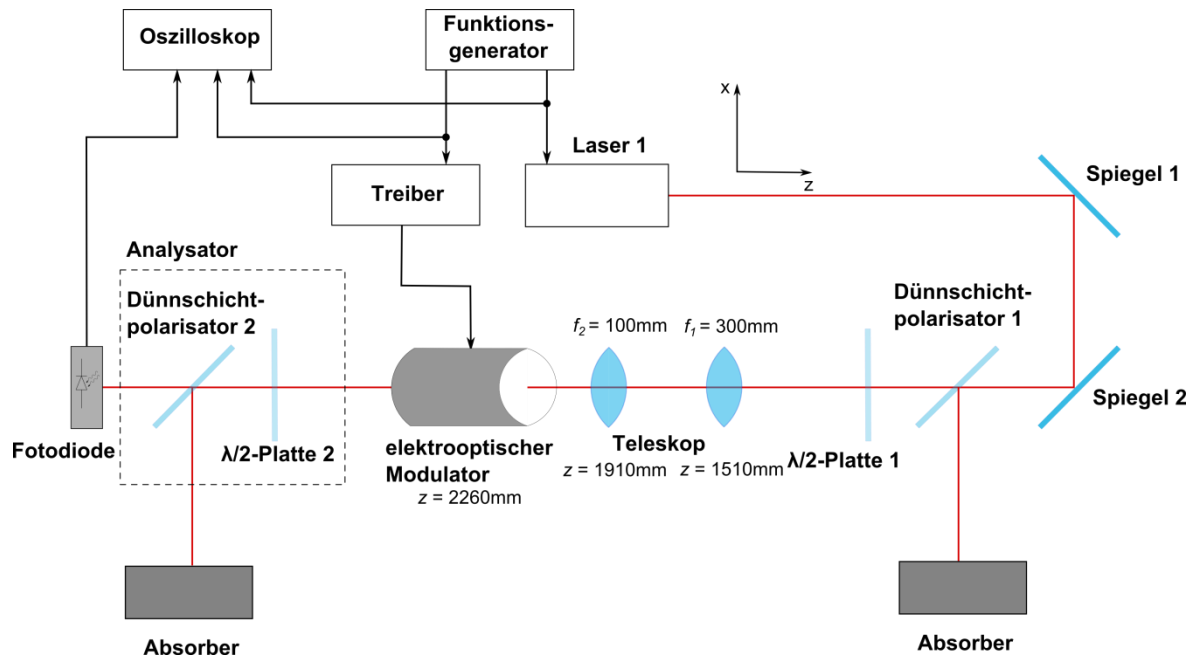 Oszilloskop
Funktions-
generator
x
z
Laser 1
Spiegel 1
Treiber
Analysator
Dünnschicht-
polarisator 2
Dünnschicht-
polarisator 1
f₂ = 100mm
f₁ = 300mm
Spiegel 2
Fotodiode
λ/2-Platte 2
elektrooptischer
Modulator
z = 2260mm
Teleskop
z = 1910mm
z = 1510mm
λ/2-Platte 1
Absorber
Absorber